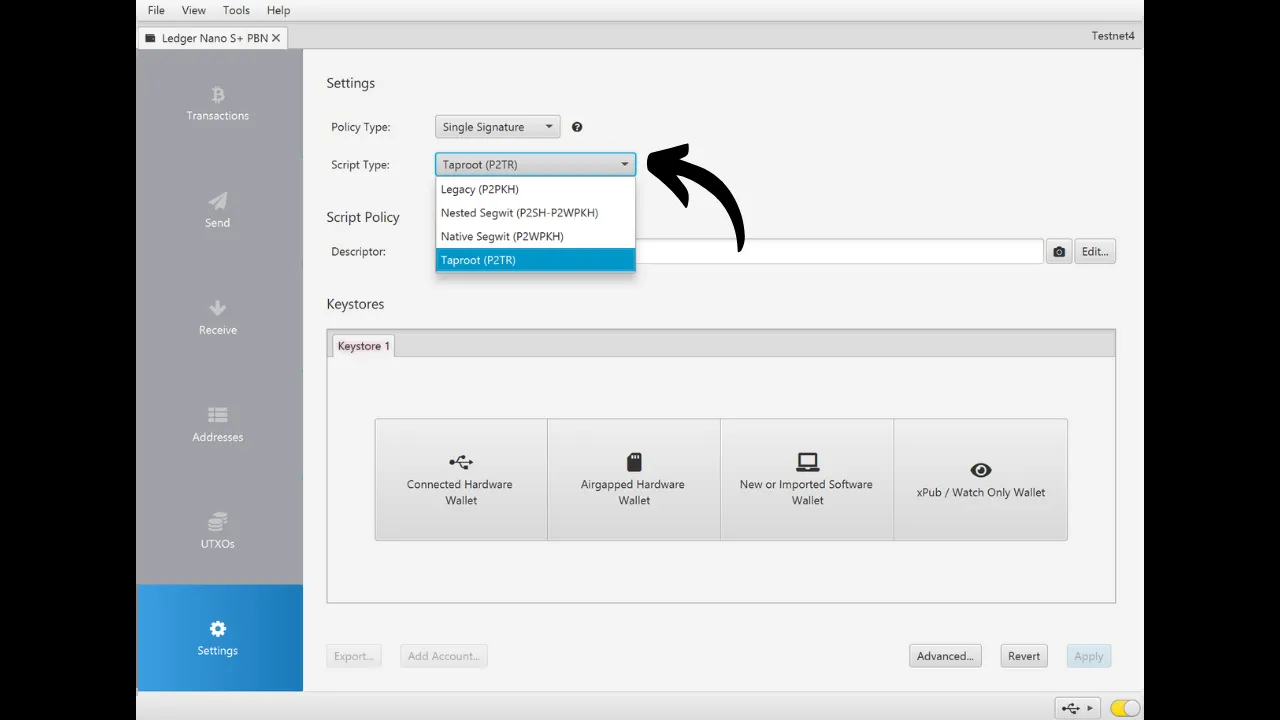 File View Tools Help
Ledger Nano S+ PBN
Testnet4
Transactions
Send
Receive
Addresses
UTXOs
Settings
Settings
Policy Type: Single Signature
Script Type: Taproot (P2TR)
Legacy (P2PKH)
Nested Segwit (P2SH-P2WPKH)
Native Segwit (P2WPKH)
Taproot (P2TR)
Script Policy
Descriptor:
Edit...
Keystores
Keystore 1
Connected Hardware
Wallet
Airgapped Hardware
Wallet
New or Imported Software
Wallet
xPub / Watch Only Wallet
Export... Add Account... Advanced... Revert Apply